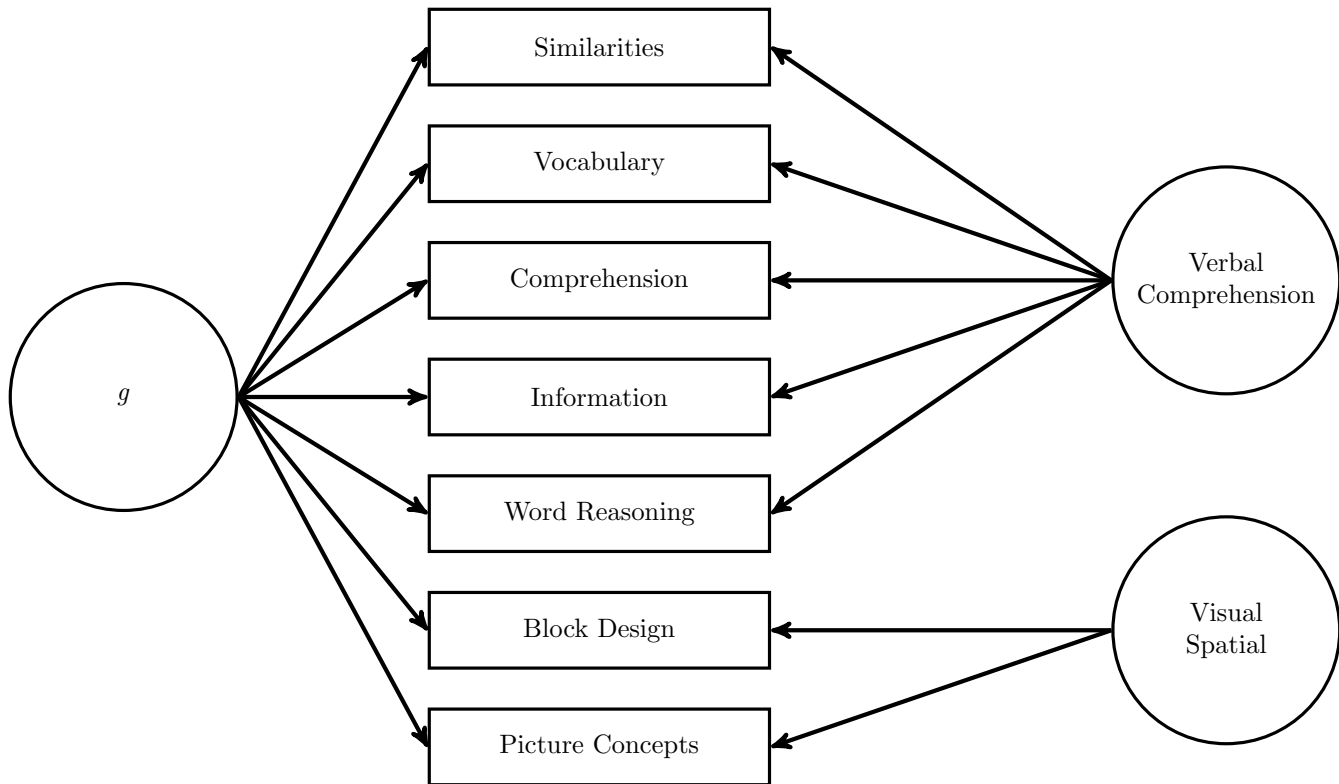 Similarities
Vocabulary
Comprehension
Information
Word Reasoning
Block Design
Picture Concepts
g
Verbal
Comprehension
Visual
Spatial